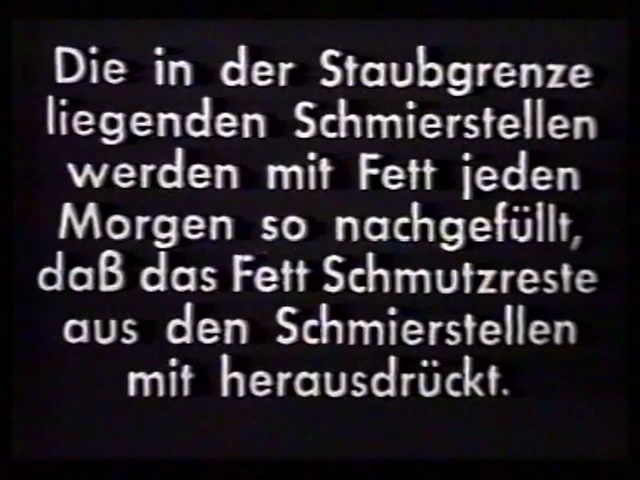 Die in der Staubgrenze
liegenden Schmierstellen
werden mit Fett jeden
Morgen so nachgefüllt,
daß das Fett Schmutzreste
aus den Schmierstellen
mit herausdrückt.